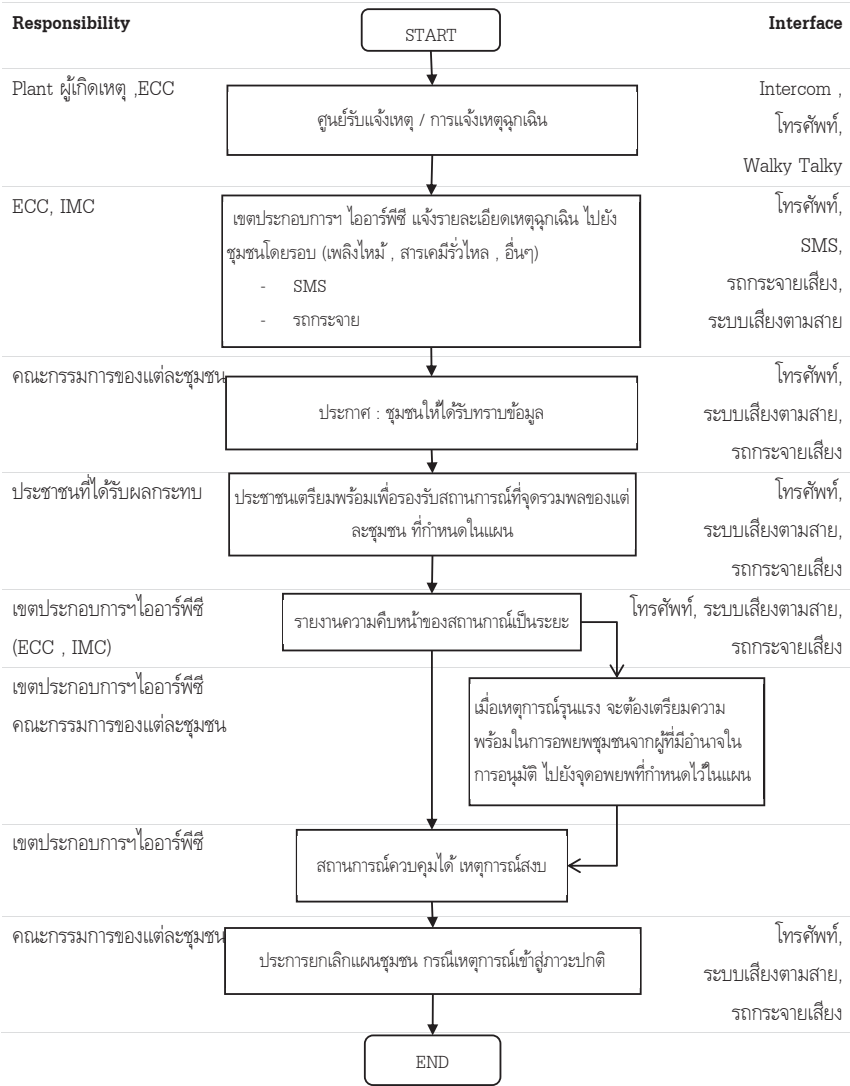 Responsibility
START
Interface
Plant ผู้เกิดเหตุ ,ECC
ศูนย์รับแจ้งเหตุ / การแจ้งเหตุฉุกเฉิน
Intercom ,
โทรศัพท์,
Walky Talky
ECC, IMC
เขตประกอบการฯ ไออาร์พีซี แจ้งรายละเอียดเหตุฉุกเฉิน ไปยัง
ชุมชนโดยรอบ (เพลิงไหม้ , สารเคมีรั่วไหล , อื่นๆ)
- SMS
- รถกระจาย
โทรศัพท์,
SMS,
รถกระจายเสียง,
ระบบเสียงตามสาย
คณะกรรมการของแต่ละชุมชน
ประกาศ : ชุมชนให้ได้รับทราบข้อมูล
โทรศัพท์,
ระบบเสียงตามสาย,
รถกระจายเสียง
ประชาชนที่ได้รับผลกระทบ
ประชาชนเตรียมพร้อมเพื่อรองรับสถานการณ์ที่จุดรวมพลของแต่
ละชุมชน ที่กำหนดในแผน
โทรศัพท์,
ระบบเสียงตามสาย,
รถกระจายเสียง
เขตประกอบการฯไออาร์พีซี
(ECC , IMC)
รายงานความคืบหน้าของสถานกาณ์เป็นระยะ
โทรศัพท์, ระบบเสียงตามสาย,
รถกระจายเสียง
เขตประกอบการฯไออาร์พีซี
คณะกรรมการของแต่ละชุมชน
เมื่อเหตุการณ์รุนแรง จะต้องเตรียมความ
พร้อมในการอพยพชุมชนจากผู้ที่มีอำนาจใน
การอนุมัติ ไปยังจุดอพยพที่กำหนดไว้ในแผน
เขตประกอบการฯไออาร์พีซี
สถานการณ์ควบคุมได้ เหตุการณ์สงบ
คณะกรรมการของแต่ละชุมชน
ประการยกเลิกแผนชุมชน กรณีเหตุการณ์เข้าสู่ภาวะปกติ
โทรศัพท์,
ระบบเสียงตามสาย,
รถกระจายเสียง
END